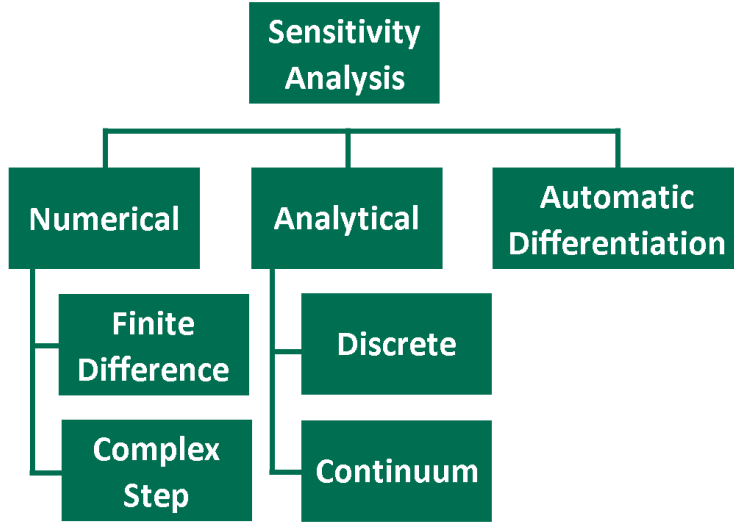 Sensitivity
Analysis
Numerical
Analytical
Automatic
Differentiation
Finite
Difference
Discrete
Complex
Step
Continuum